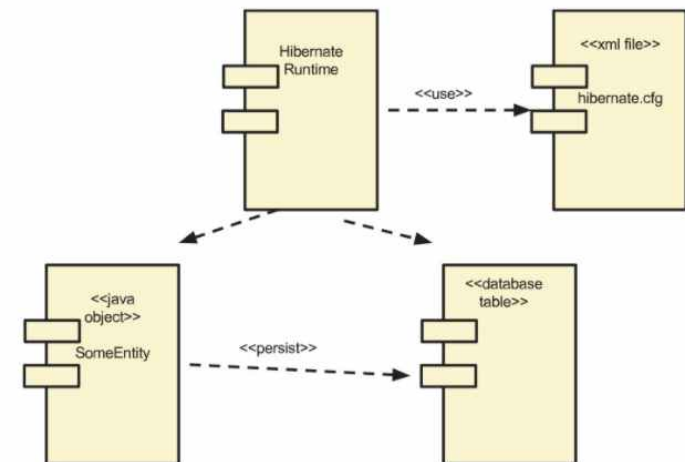 Hibernate
Runtime
<<xml file>>
hibernate.cfg
<<use>>
<<java
object>>
SomeEntity
<<persist>>
<<database
table>>